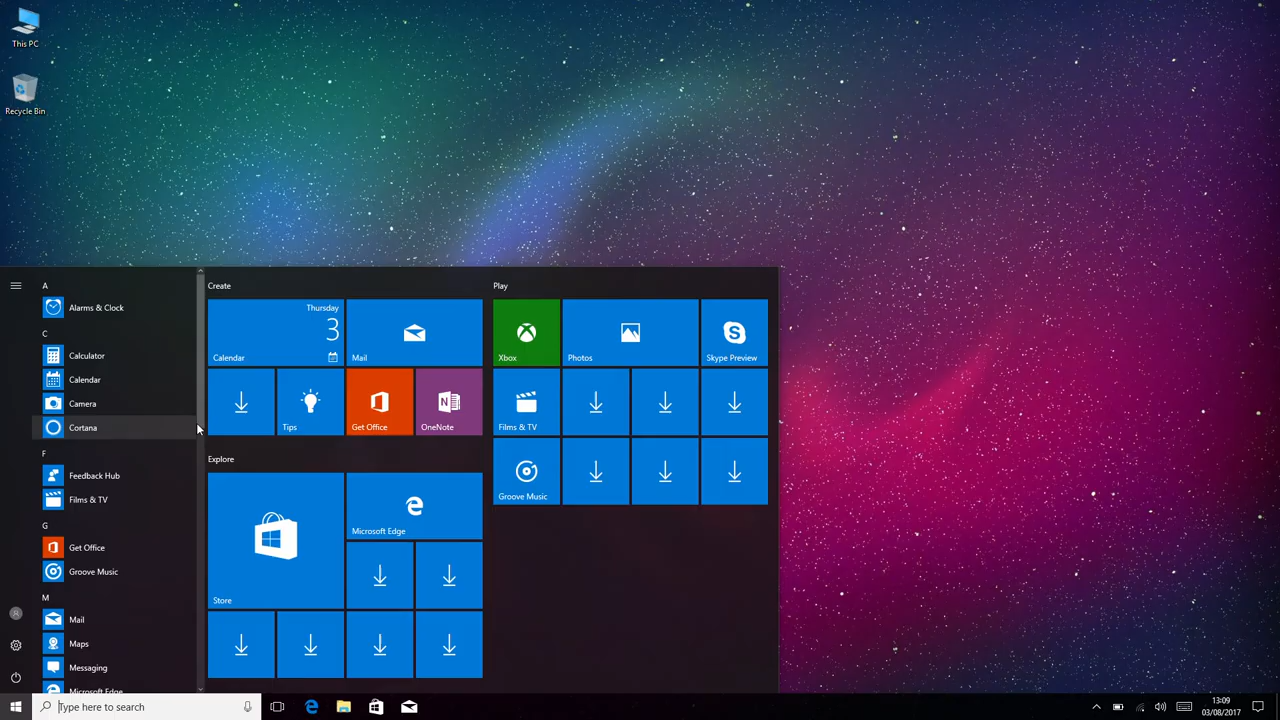 This PC
Recycle Bin
A
Alarms & Clock
C
Calculator
Calendar
Camera
Cortana
F
Feedback Hub
Films & TV
G
Get Office
Groove Music
M
Mail
Maps
Messaging
Microsoft Edge
Create
Thursday
3
Calendar
Mail
Tips
Get Office
N
OneNote
Explore
Store
Microsoft Edge
Play
Xbox
Photos
S
Skype Preview
Films & TV
Groove Music
Type here to search
13:09
03/08/2017